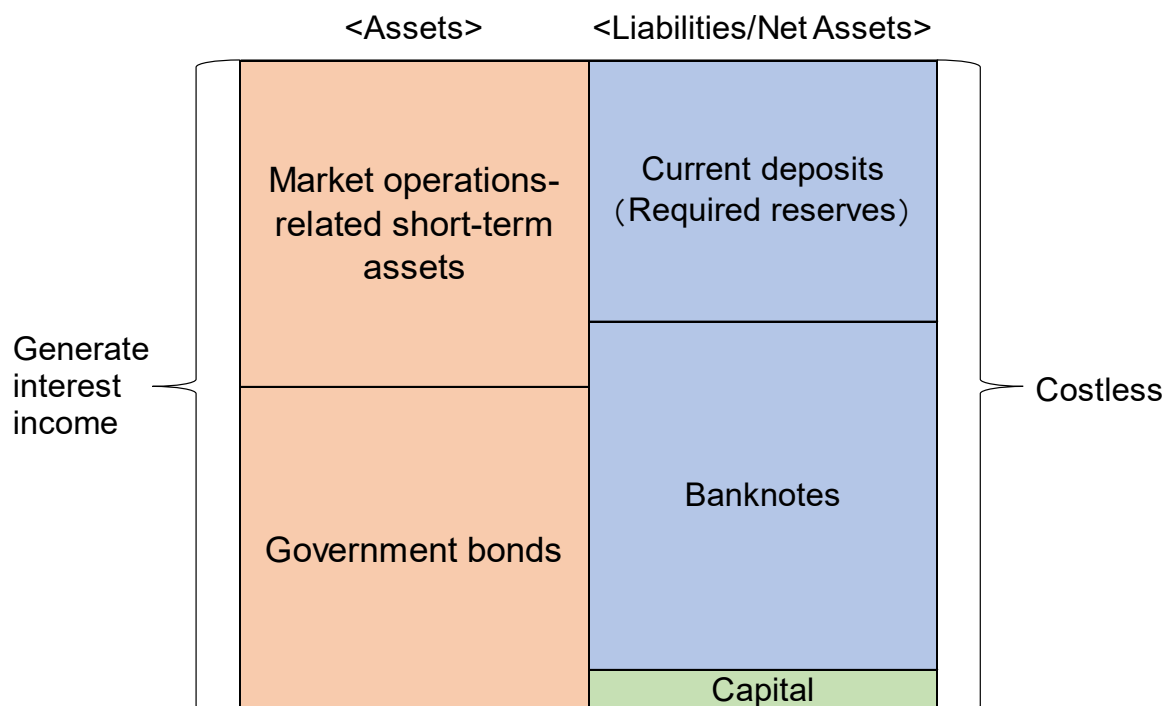 <Assets>
<Liabilities/Net Assets>
Market operations-
related short-term
assets
Current deposits
（Required reserves）
Generate
interest
income
Costless
Banknotes
Government bonds
Capital